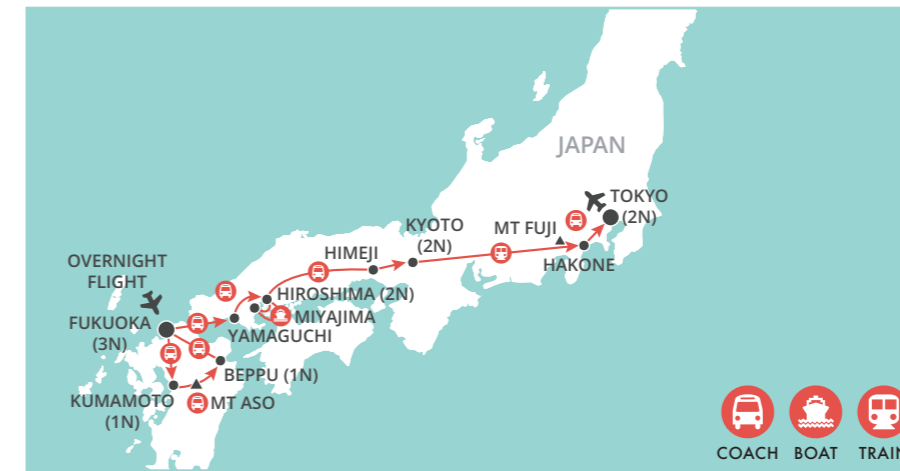 JAPAN
TOKYO
(2N)
MT FUJI
HAKONE
KYOTO
(2N)
HIMEJI
OVERNIGHT
FLIGHT
HIROSHIMA (2N)
MIYAJIMA
FUKUOKA
(3N)
YAMAGUCHI
BEPPU (1N)
KUMAMOTO
(1N)
MT ASO
COACH BOAT TRAIN